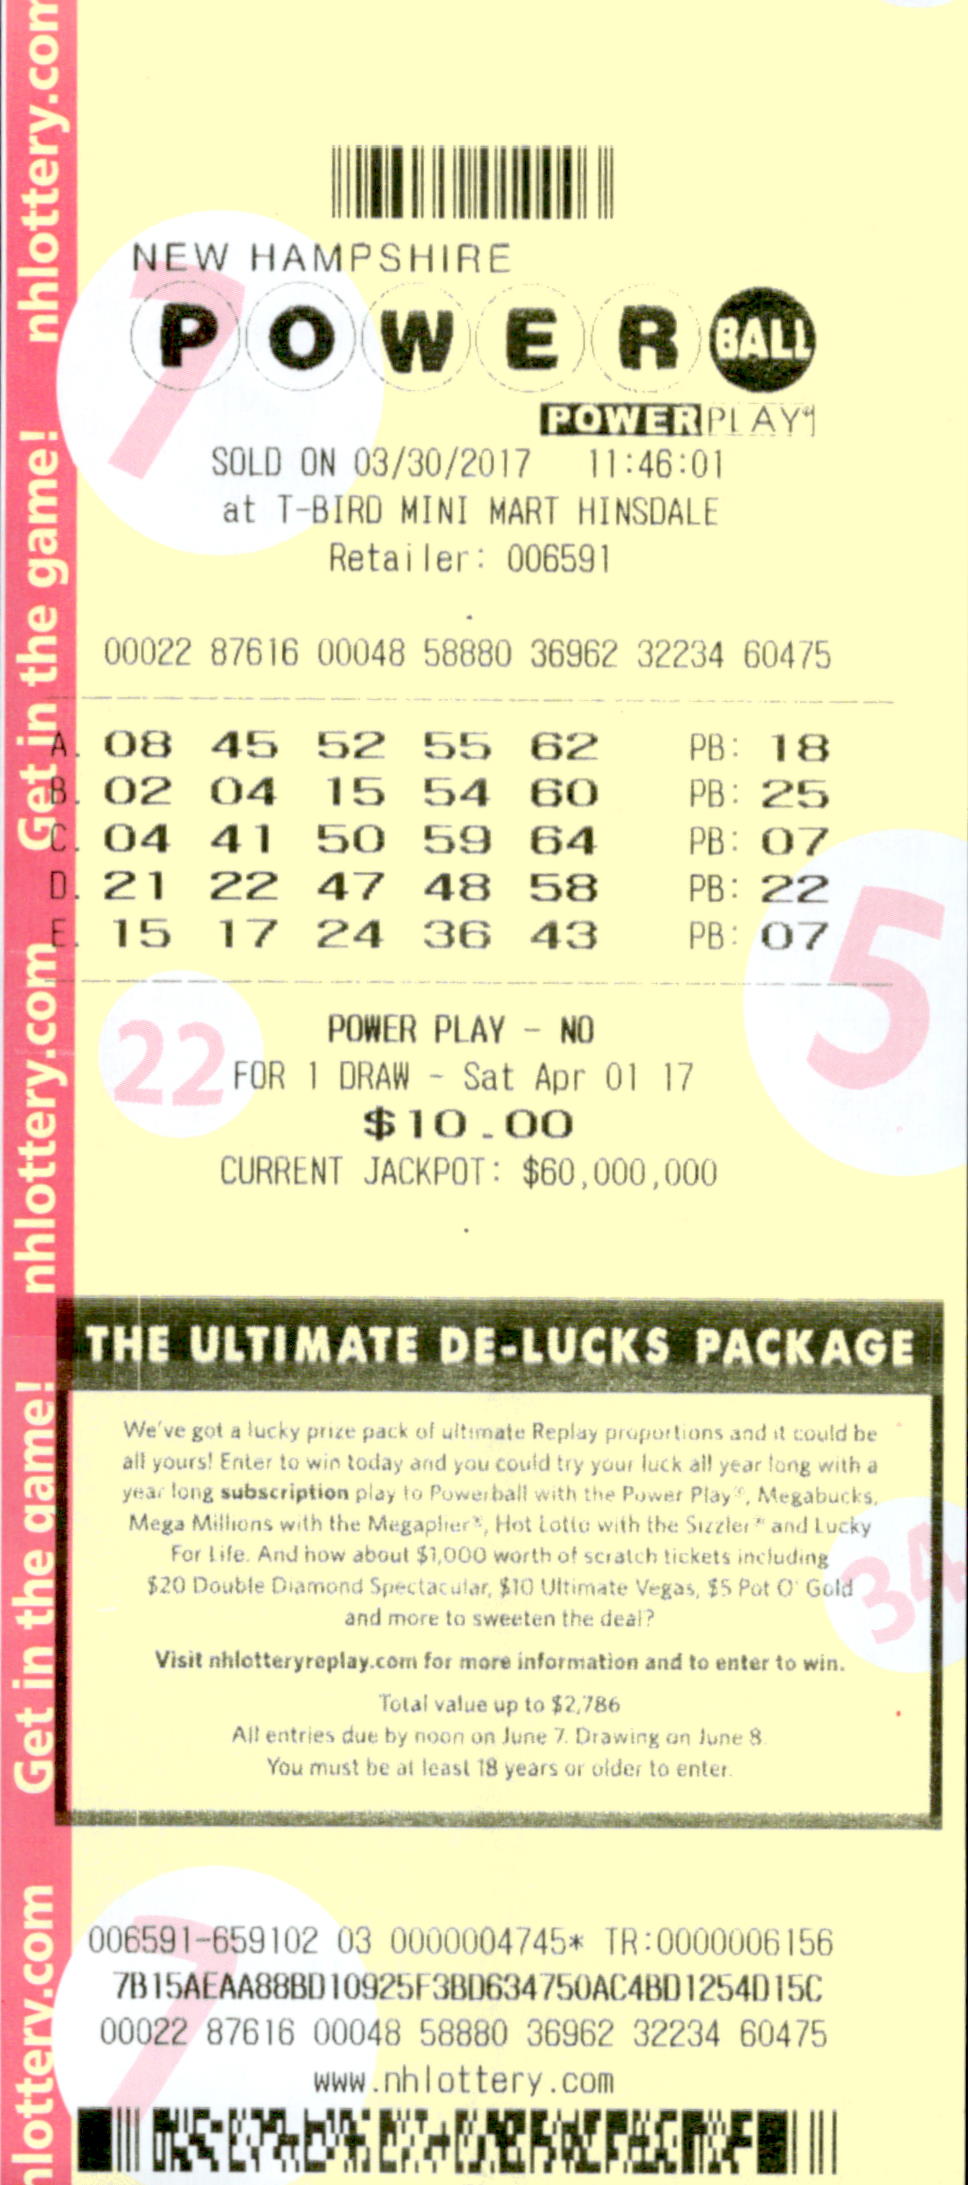 NEW HAMPSHIRE
POWER BALL
POWERPLAY
SOLD ON 03/30/2017 11:46:01
at T-BIRD MINI MART HINSDALE
Retailer: 006591
00022 87616 00048 58880 36962 32234 60475
A. 08 45 52 55 62 PB: 18
B. 02 04 15 54 60 PB: 25
C. 04 41 50 59 64 PB: 07
D. 21 22 47 48 58 PB: 22
E. 15 17 24 36 43 PB: 07
POWER PLAY - NO
FOR 1 DRAW - Sat Apr 01 17
$10.00
CURRENT JACKPOT: $60,000,000
THE ULTIMATE DE-LUCKS PACKAGE
We've got a lucky prize pack of ultimate Replay proportions and it could be
all yours! Enter to win today and you could try your luck all year long with a
year long subscription play to Powerball with the Power Play®, Megabucks,
Mega Millions with the Megaplier®, Hot Lotto with the Sizzler® and Lucky
For Life. And how about $1,000 worth of scratch tickets including
$20 Double Diamond Spectacular, $10 Ultimate Vegas, $5 Pot O' Gold
and more to sweeten the deal?
Visit nhlotteryreplay.com for more information and to enter to win.
Total value up to $2,786
All entries due by noon on June 7. Drawing on June 8.
You must be at least 18 years or older to enter.
006591-659102 03 0000004745* TR:0000006156
7B15AEAA88BD10925F3BD634750AC4BD1254D15C
00022 87616 00048 58880 36962 32234 60475
www.nhlottery.com
7
22
5
34
7
nhlottery.com
Get in the game!
nhlottery.com
Get in the game!
nhlottery.com